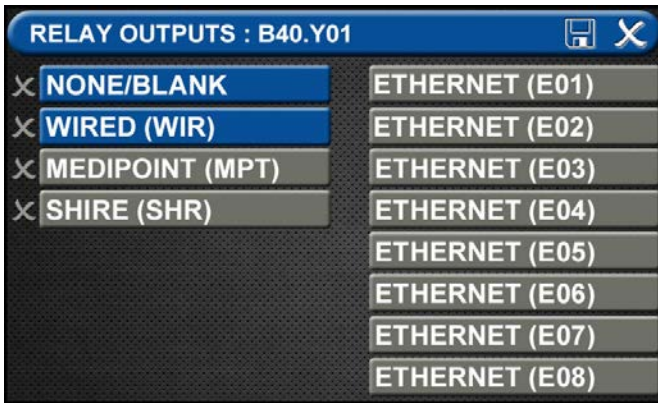 RELAY OUTPUTS : B40.Y01
NONE/BLANK
WIRED (WIR)
MEDIPOINT (MPT)
SHIRE (SHR)
ETHERNET (E01)
ETHERNET (E02)
ETHERNET (E03)
ETHERNET (E04)
ETHERNET (E05)
ETHERNET (E06)
ETHERNET (E07)
ETHERNET (E08)